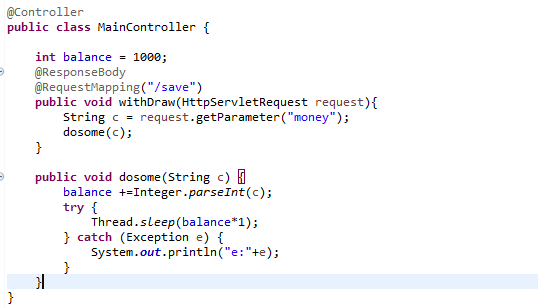 @Controller
public class MainController {
int balance = 1000;
@ResponseBody
@RequestMapping("/save")
public void withDraw(HttpServletRequest request){
String c = request.getParameter("money");
dosome(c);
}
public void dosome(String c) {
balance +=Integer.parseInt(c);
try {
Thread.sleep(balance*1);
} catch (Exception e) {
System.out.println("e:"+e);
}
}
}